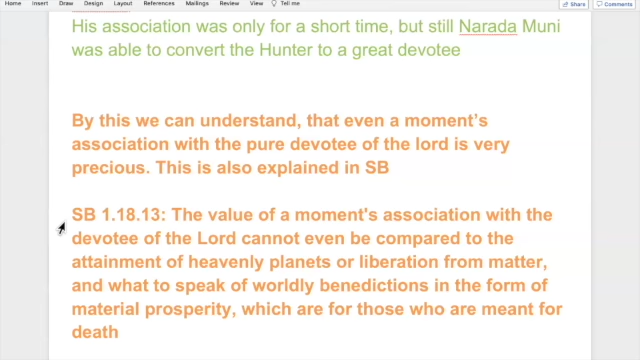 Home Insert Draw Design Layout References Mailings Review View Tell me Share Comments
His association was only for a short time, but still Narada Muni
was able to convert the Hunter to a great devotee
By this we can understand, that even a moment's
association with the pure devotee of the lord is very
precious. This is also explained in SB
SB 1.18.13: The value of a moment's association with the
devotee of the Lord cannot even be compared to the
attainment of heavenly planets or liberation from matter,
and what to speak of worldly benedictions in the form of
material prosperity, which are for those who are meant for
death